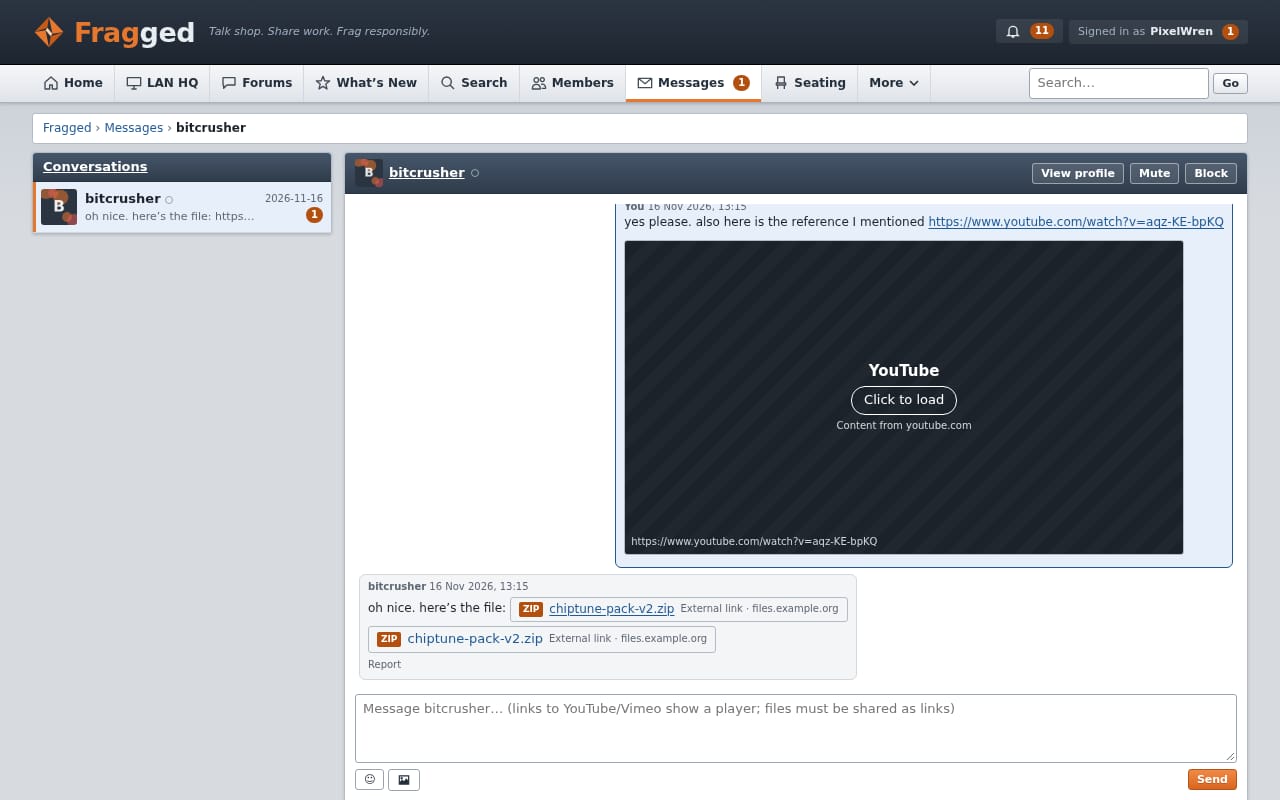 Fragged
Talk shop. Share work. Frag responsibly.
11
Signed in as PixelWren 1
Home
LAN HQ
Forums
What’s New
Search
Members
Messages 1
Seating
More
Search…
Go
Fragged › Messages › bitcrusher
Conversations
B
bitcrusher
2026-11-16
oh nice. here’s the file: https…
1
B
bitcrusher
View profile
Mute
Block
You 16 Nov 2026, 13:15
yes please. also here is the reference I mentioned https://www.youtube.com/watch?v=aqz-KE-bpKQ
YouTube
Click to load
Content from youtube.com
https://www.youtube.com/watch?v=aqz-KE-bpKQ
bitcrusher 16 Nov 2026, 13:15
oh nice. here’s the file: ZIP chiptune-pack-v2.zip External link · files.example.org
ZIP chiptune-pack-v2.zip External link · files.example.org
Report
Message bitcrusher… (links to YouTube/Vimeo show a player; files must be shared as links)
Send